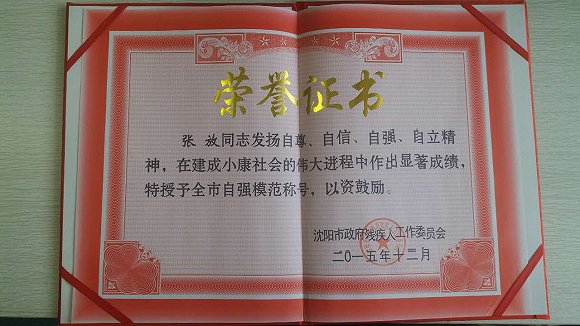 荣誉证书
张放同志发扬自尊、自信、自强、自立精
神，在建成小康社会的伟大进程中作出显著成绩，
特授予全市自强模范称号，以资鼓励。
沈阳市政府残疾人工作委员会
二〇一五年十二月